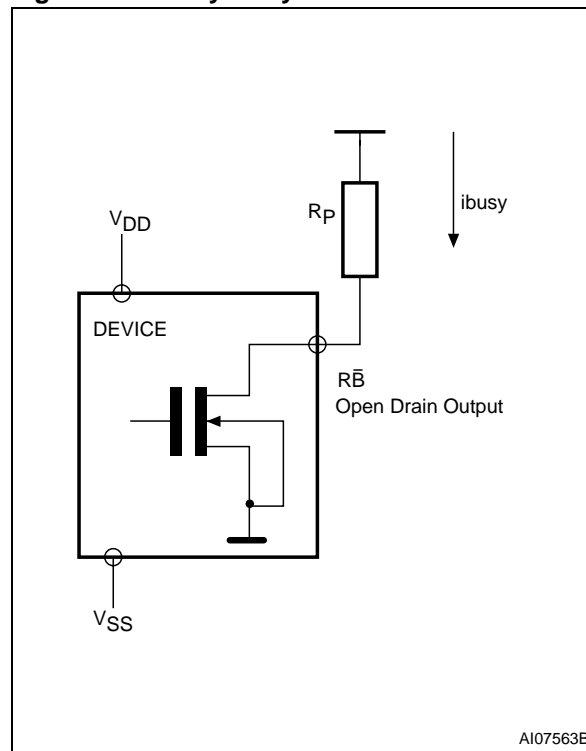 RP
ibusy
VDD
DEVICE
RB̅
Open Drain Output
VSS
AI07563B